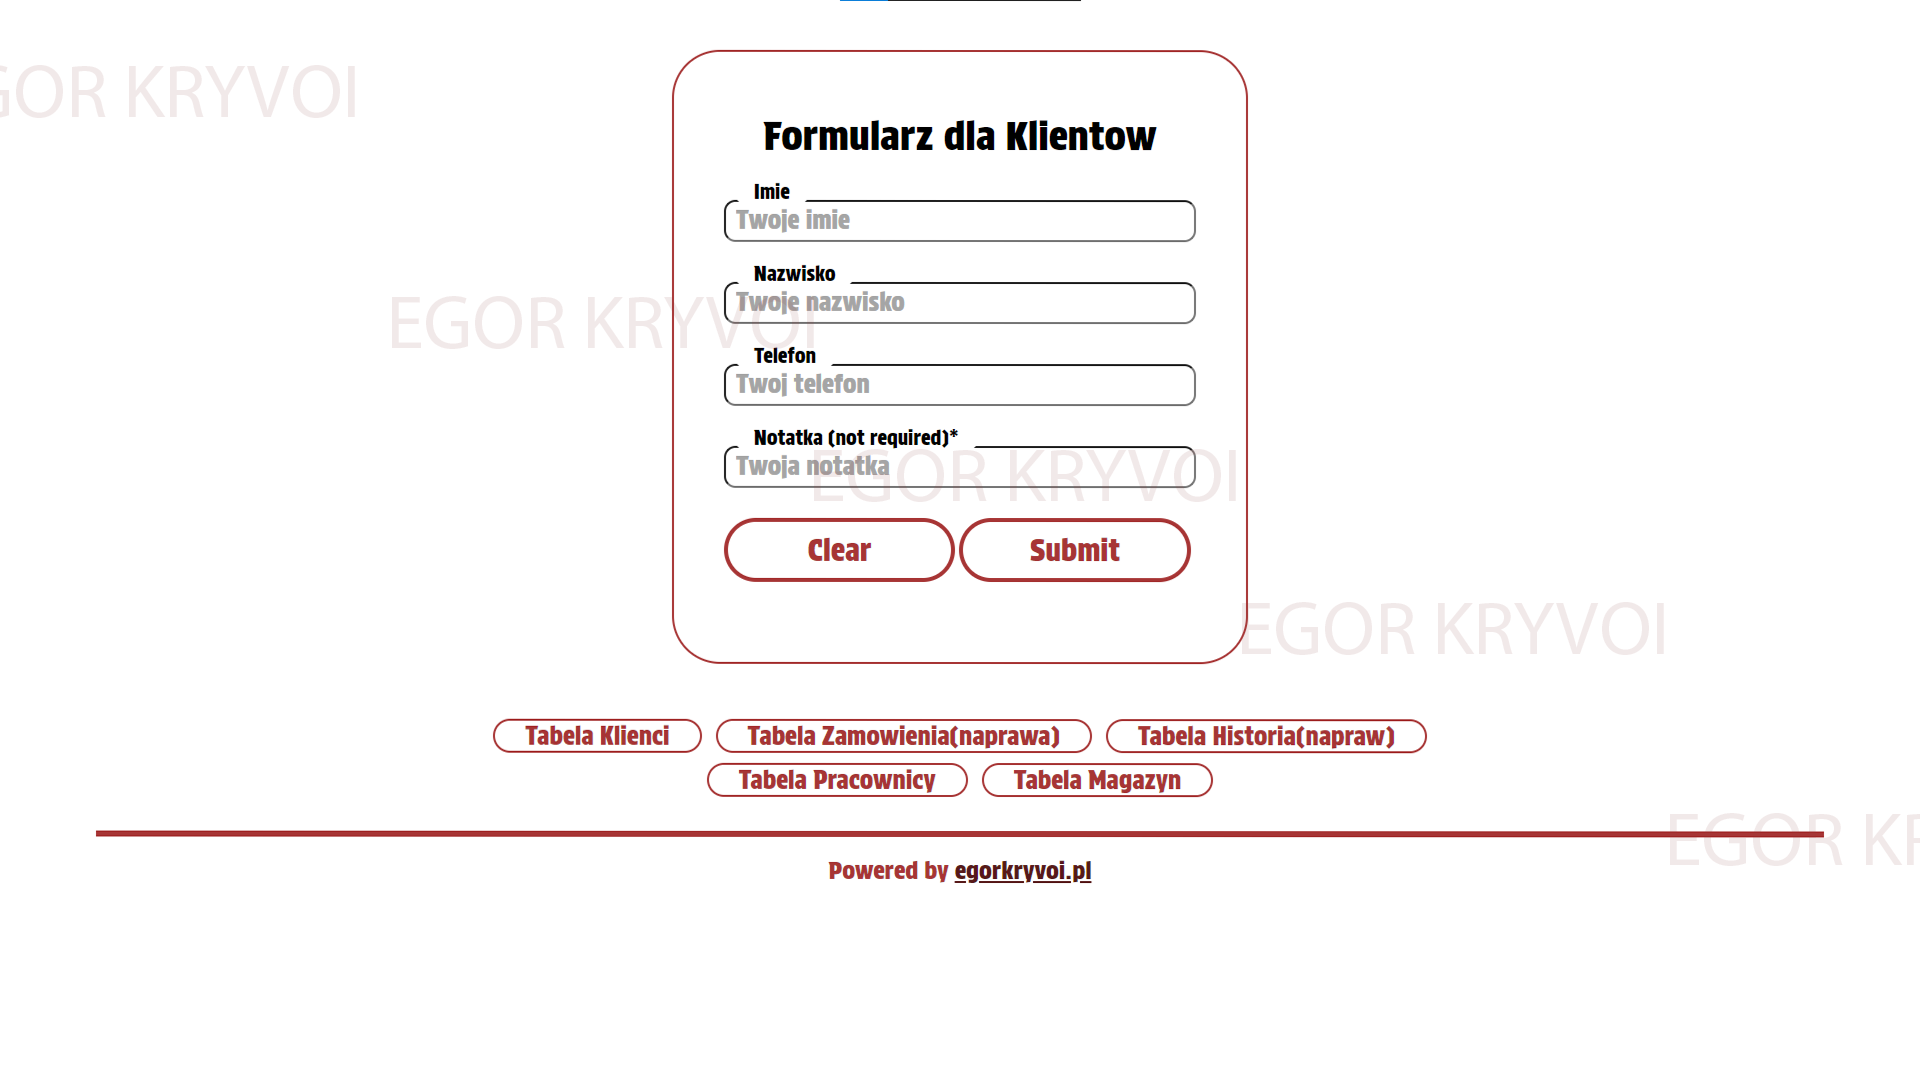 EGOR KRYVOI
Formularz dla Klientow
Imie
Twoje imie
Nazwisko
Twoje nazwisko
EGOR KRYVOI
Telefon
Twoj telefon
Notatka (not required)*
Twoja notatka
EGOR KRYVOI
Clear
Submit
EGOR KRYVOI
Tabela Klienci
Tabela Zamowienia(naprawa)
Tabela Historia(napraw)
Tabela Pracownicy
Tabela Magazyn
EGOR KR
Powered by egorkryvoi.pl